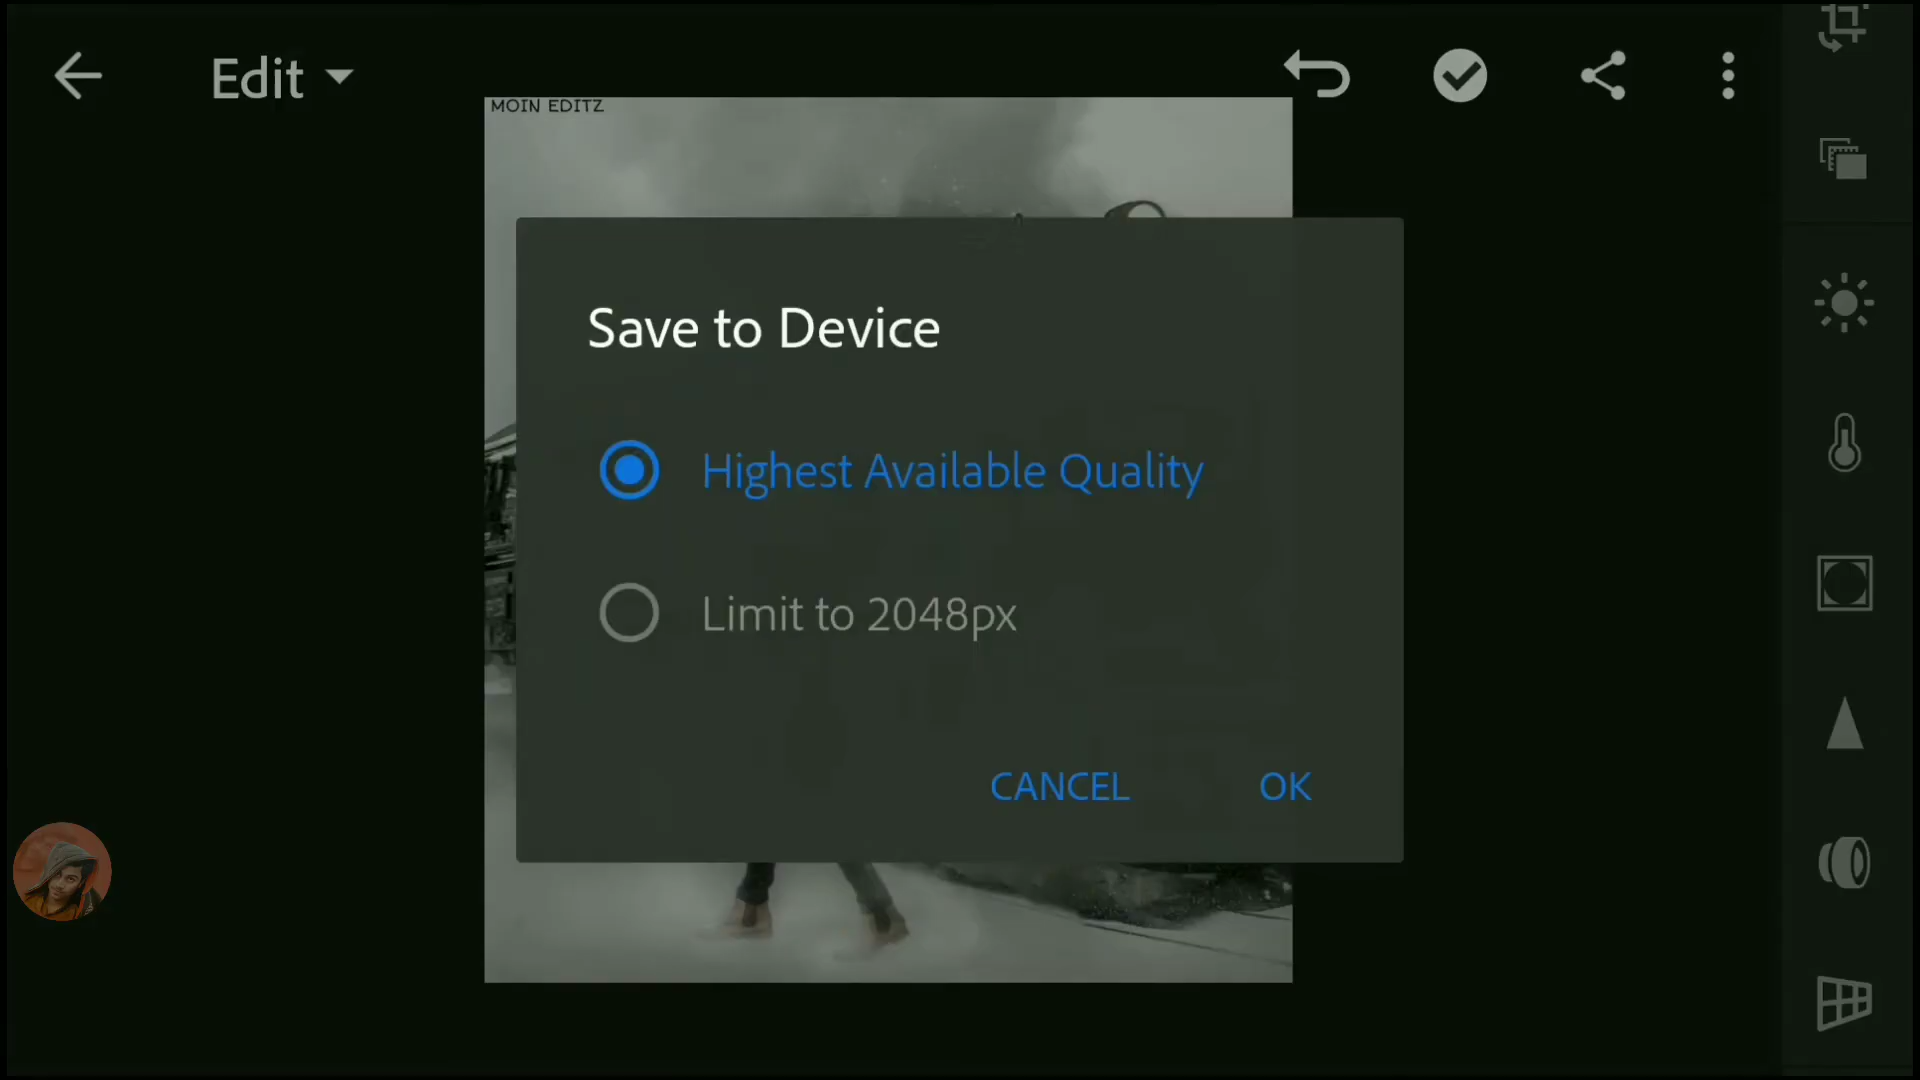 Edit
MOIN EDITZ
Save to Device
Highest Available Quality
Limit to 2048px
CANCEL OK